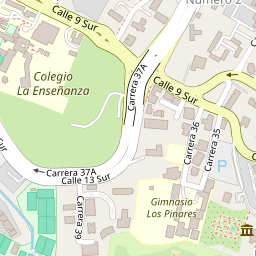 Número 2
Calle 9 Sur
Carrera 37A
Colegio
La Enseñanza
Calle 9 Sur
Carrera 36
Carrera 35
P
Carrera 37A
Calle 13 Sur
Gimnasio
Los Pinares
Carrera 39